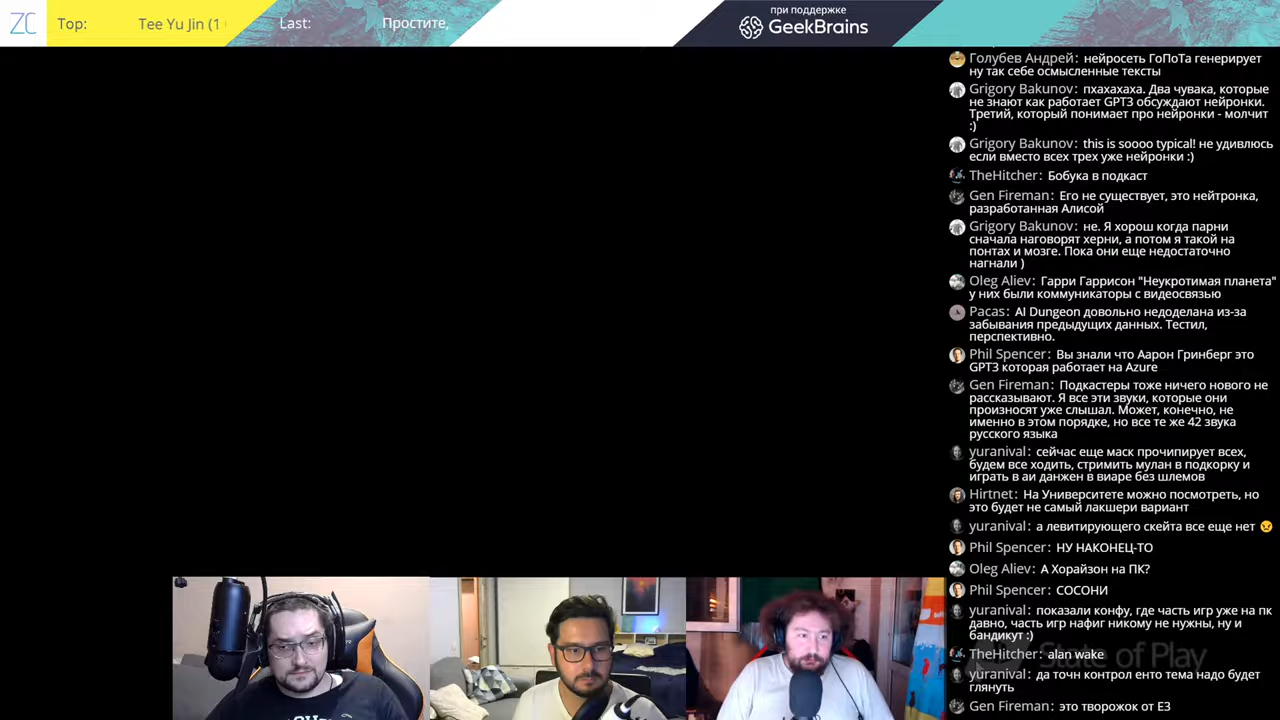 ZC
Top: Tee Yu Jin (1
Last: Простите,
при поддержке
GeekBrains
Голубев Андрей: нейросеть ГоПоТа генерирует
ну так себе осмысленные тексты
Grigory Bakunov: пхахахаха. Два чувака, которые
не знают как работает GPT3 обсуждают нейронки.
Третий, который понимает про нейронки - молчит
:)
Grigory Bakunov: this is soooo typical! не удивлюсь
если вместо всех трех уже нейронки :)
TheHitcher: Бобука в подкаст
Gen Fireman: Его не существует, это нейтронка,
разработанная Алисой
Grigory Bakunov: не. Я хорош когда парни
сначала наговорят херни, а потом я такой на
понтах и мозге. Пока они еще недостаточно
нагнали )
Oleg Aliev: Гарри Гаррисон "Неукротимая планета"
у них были коммуникаторы с видеосвязью
Pacas: AI Dungeon довольно недоделана из-за
забывания предыдущих данных. Тестил,
перспективно.
Phil Spencer: Вы знали что Аарон Гринберг это
GPT3 которая работает на Azure
Gen Fireman: Подкастеры тоже ничего нового не
рассказывают. Я все эти звуки, которые они
произносят уже слышал. Может, конечно, не
именно в этом порядке, но все те же 42 звука
русского языка
yuranival: сейчас еще маск прочипирует всех,
будем все ходить, стримить мулан в подкорку и
играть в аи данжен в виаре без шлемов
Hirtnet: На Университете можно посмотреть, но
это будет не самый лакшери вариант
yuranival: а левитирующего скейта все еще нет 😠
Phil Spencer: НУ НАКОНЕЦ-ТО
Oleg Aliev: А Хорайзон на ПК?
Phil Spencer: СОСОНИ
yuranival: показали конфу, где часть игр уже на пк
давно, часть игр нафиг никому не нужны, ну и
бандикут :)
TheHitcher: alan wake
State of Play
yuranival: да точн контрол енто тема надо будет
глянуть
Gen Fireman: это творожок от Е3